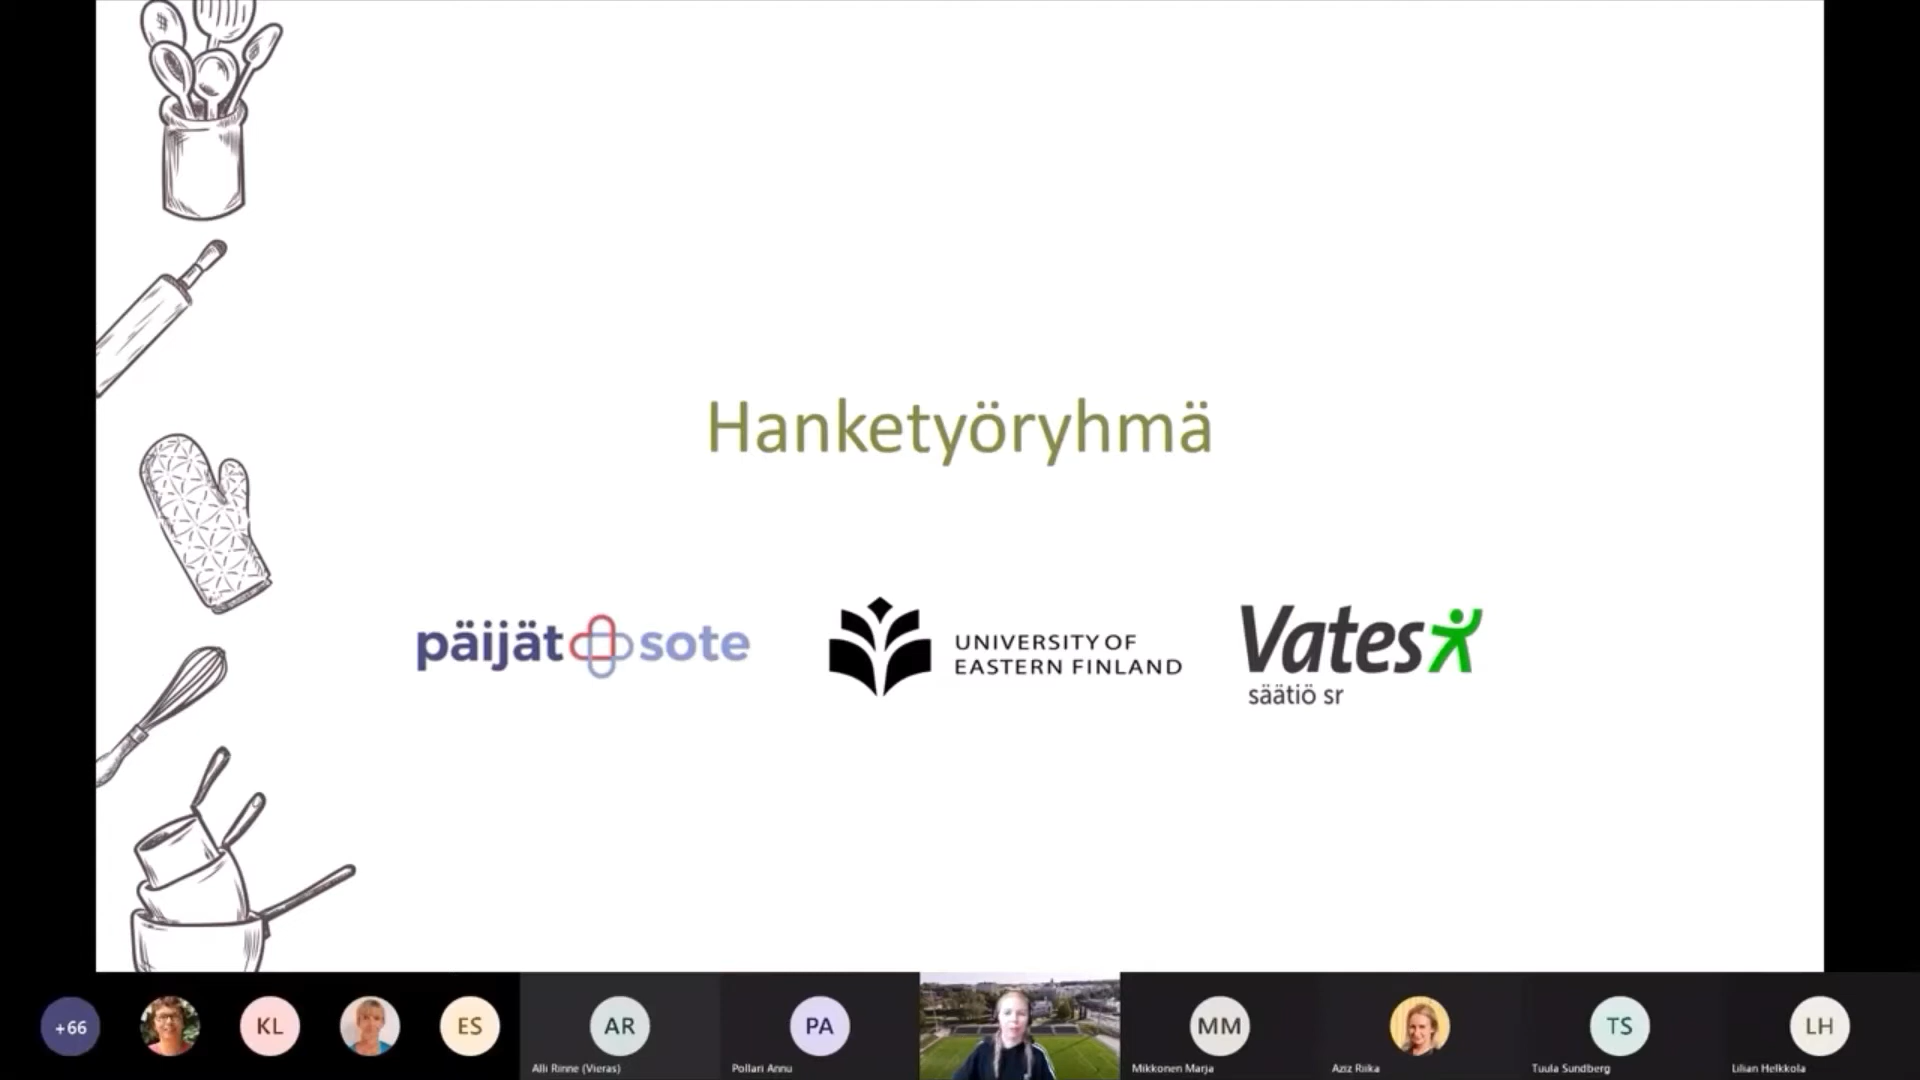 Hanketyöryhmä
päijät sote
UNIVERSITY OF
EASTERN FINLAND
Vates
säätiö sr
+66
KL
ES
AR
PA
MM
TS
LH
Alli Rinne (Vieras)
Pollari Annu
Mikkonen Marja
Aziz Riika
Tuula Sundberg
Lilian Helkkola